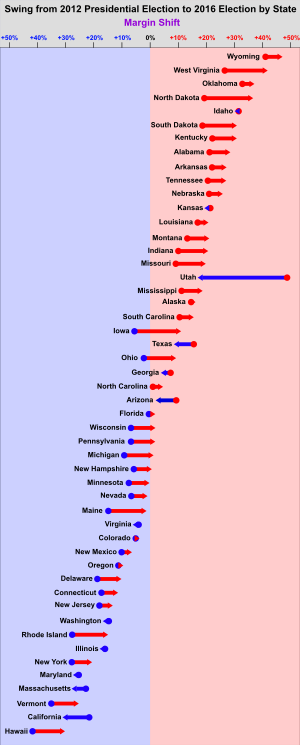 Swing from 2012 Presidential Election to 2016 Election by State
Margin Shift
+50% +40% +30% +20% +10% 0% +10% +20% +30% +40% +50%
Wyoming
West Virginia
Oklahoma
North Dakota
Idaho
South Dakota
Kentucky
Alabama
Arkansas
Tennessee
Nebraska
Kansas
Louisiana
Montana
Indiana
Missouri
Utah
Mississippi
Alaska
South Carolina
Iowa
Texas
Ohio
Georgia
North Carolina
Arizona
Florida
Wisconsin
Pennsylvania
Michigan
New Hampshire
Minnesota
Nevada
Maine
Virginia
Colorado
New Mexico
Oregon
Delaware
Connecticut
New Jersey
Washington
Rhode Island
Illinois
New York
Maryland
Massachusetts
Vermont
California
Hawaii